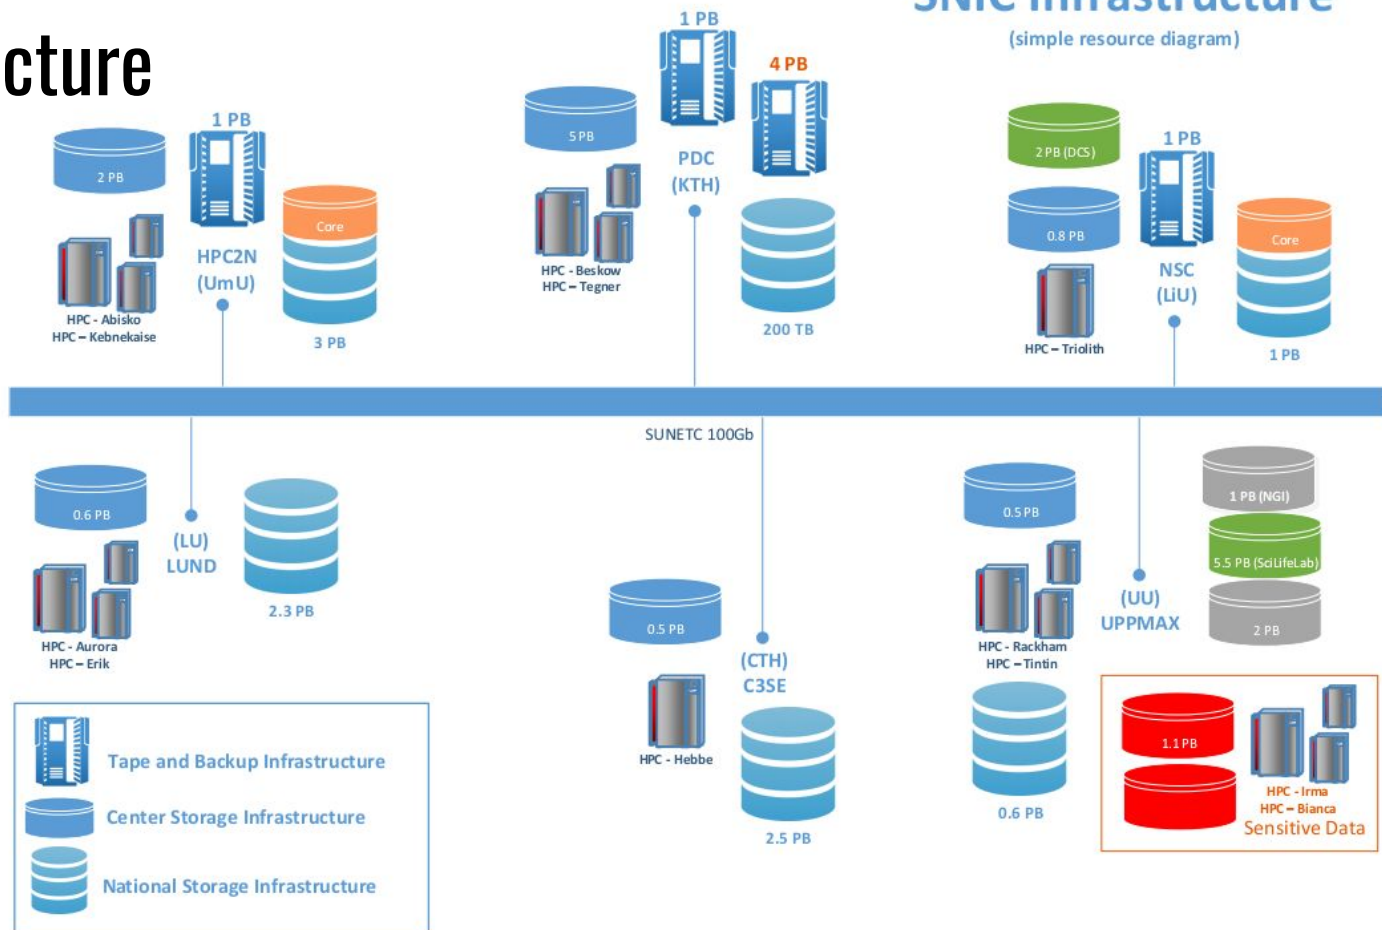 cture
SNIC Infrastructure
(simple resource diagram)
1 PB
2 PB
Core
HPC2N
(UmU)
HPC - Abisko
HPC – Kebnekaise
3 PB
1 PB
4 PB
5 PB
PDC
(KTH)
HPC - Beskow
HPC – Tegner
200 TB
2 PB (DCS)
1 PB
0.8 PB
Core
NSC
(LiU)
HPC – Triolith
1 PB
SUNETC 100Gb
0.6 PB
(LU)
LUND
HPC - Aurora
HPC – Erik
2.3 PB
0.5 PB
(CTH)
C3SE
HPC - Hebbe
2.5 PB
0.5 PB
1 PB (NGI)
5.5 PB (SciLifeLab)
2 PB
(UU)
UPPMAX
HPC - Rackham
HPC – Tintin
0.6 PB
1.1 PB
HPC - Irma
HPC – Bianca
Sensitive Data
Tape and Backup Infrastructure
Center Storage Infrastructure
National Storage Infrastructure